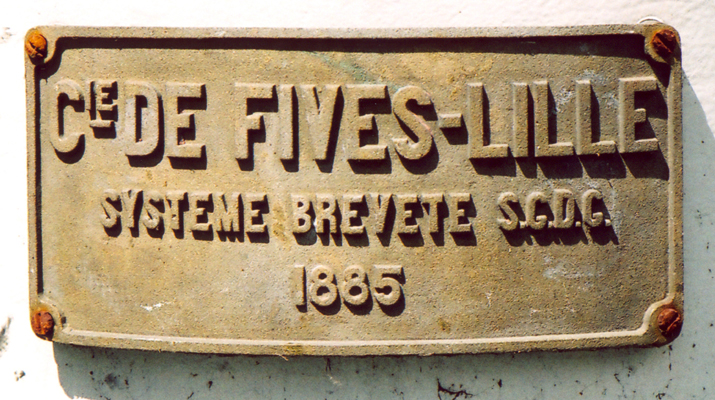 CIE DE FIVES-LILLE
SYSTEME BREVETE S.G.D.G.
1885